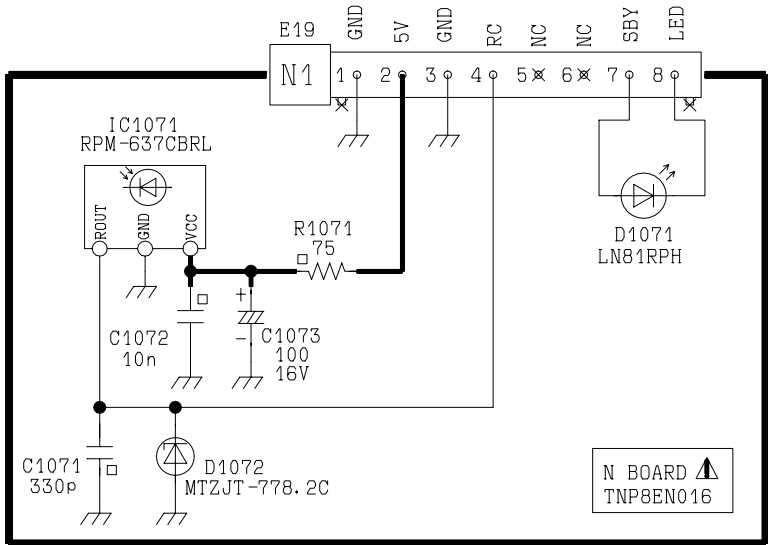 E19
GND
5V
GND
RC
NC
NC
SBY
LED
N1
1
2
3
4
5
6
7
8
IC1071
RPM-637CBRL
ROUT
GND
VCC
R1071
75
D1071
LN81RPH
C1072
10n
+
-
C1073
100
16V
C1071
330p
D1072
MTZJT-778.2C
N BOARD
TNP8EN016